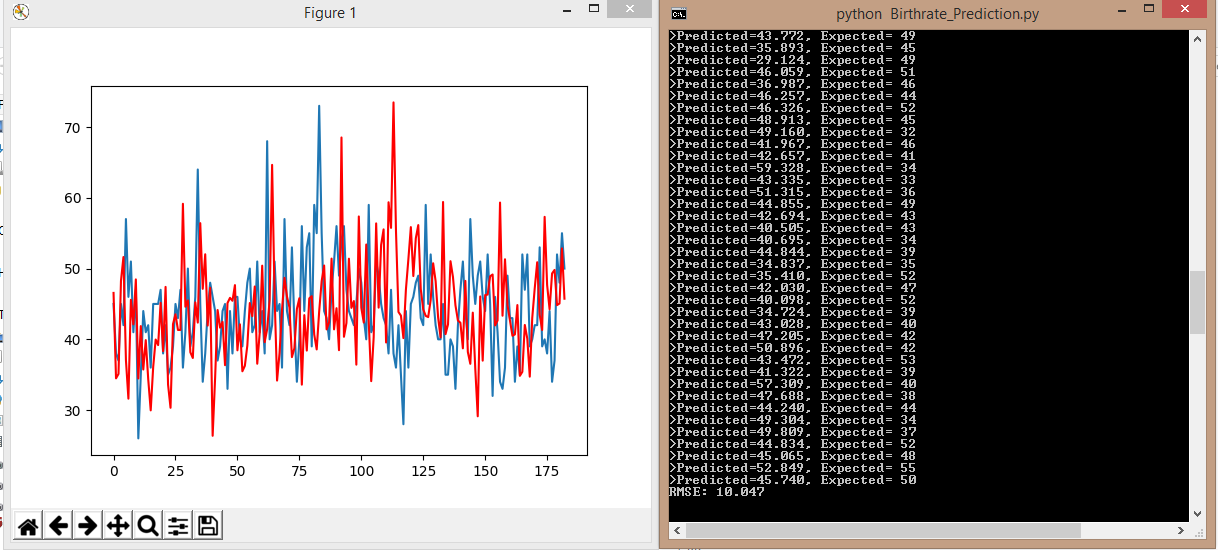 Figure 1
70
60
50
40
30
0 25 50 75 100 125 150 175
python Birthrate_Prediction.py
>Predicted=43.772, Expected= 49
>Predicted=35.893, Expected= 45
>Predicted=29.124, Expected= 49
>Predicted=46.059, Expected= 51
>Predicted=36.987, Expected= 46
>Predicted=46.257, Expected= 44
>Predicted=46.326, Expected= 52
>Predicted=48.913, Expected= 45
>Predicted=49.160, Expected= 32
>Predicted=41.967, Expected= 46
>Predicted=42.657, Expected= 41
>Predicted=59.328, Expected= 34
>Predicted=43.335, Expected= 33
>Predicted=51.315, Expected= 36
>Predicted=44.855, Expected= 49
>Predicted=42.694, Expected= 43
>Predicted=40.505, Expected= 43
>Predicted=40.695, Expected= 34
>Predicted=44.844, Expected= 39
>Predicted=34.837, Expected= 35
>Predicted=35.410, Expected= 52
>Predicted=42.030, Expected= 47
>Predicted=40.098, Expected= 52
>Predicted=34.724, Expected= 39
>Predicted=43.028, Expected= 40
>Predicted=47.205, Expected= 42
>Predicted=50.896, Expected= 42
>Predicted=43.472, Expected= 53
>Predicted=41.322, Expected= 39
>Predicted=57.309, Expected= 40
>Predicted=47.688, Expected= 38
>Predicted=44.240, Expected= 44
>Predicted=49.304, Expected= 34
>Predicted=49.809, Expected= 37
>Predicted=44.834, Expected= 52
>Predicted=45.065, Expected= 48
>Predicted=52.849, Expected= 55
>Predicted=45.740, Expected= 50
RMSE: 10.047